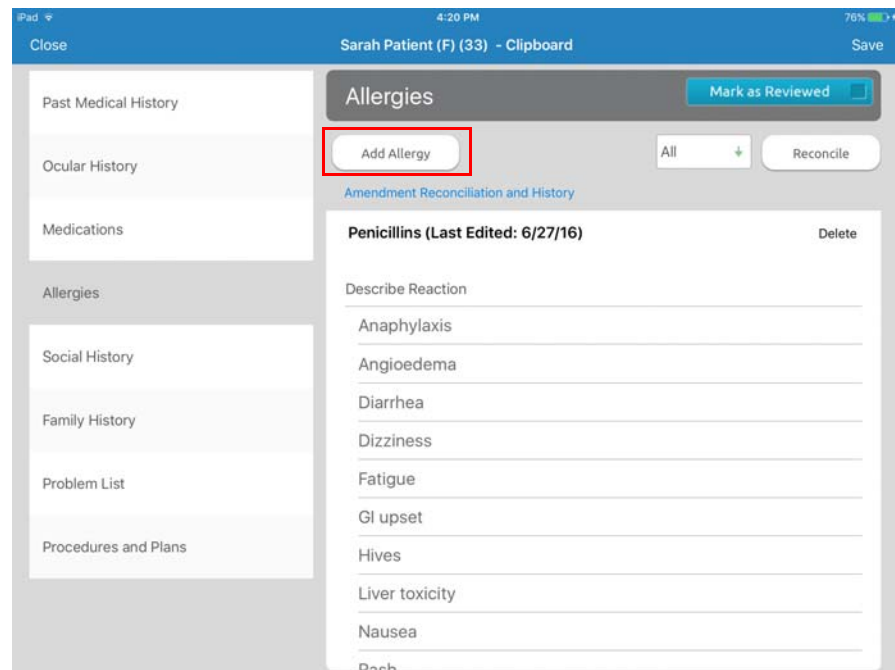 iPad 4:20 PM 76%
Close Sarah Patient (F) (33) - Clipboard Save
Past Medical History
Ocular History
Medications
Allergies
Social History
Family History
Problem List
Procedures and Plans
Allergies Mark as Reviewed
Add Allergy All Reconcile
Amendment Reconciliation and History
Penicillins (Last Edited: 6/27/16) Delete
Describe Reaction
Anaphylaxis
Angioedema
Diarrhea
Dizziness
Fatigue
GI upset
Hives
Liver toxicity
Nausea
Rash